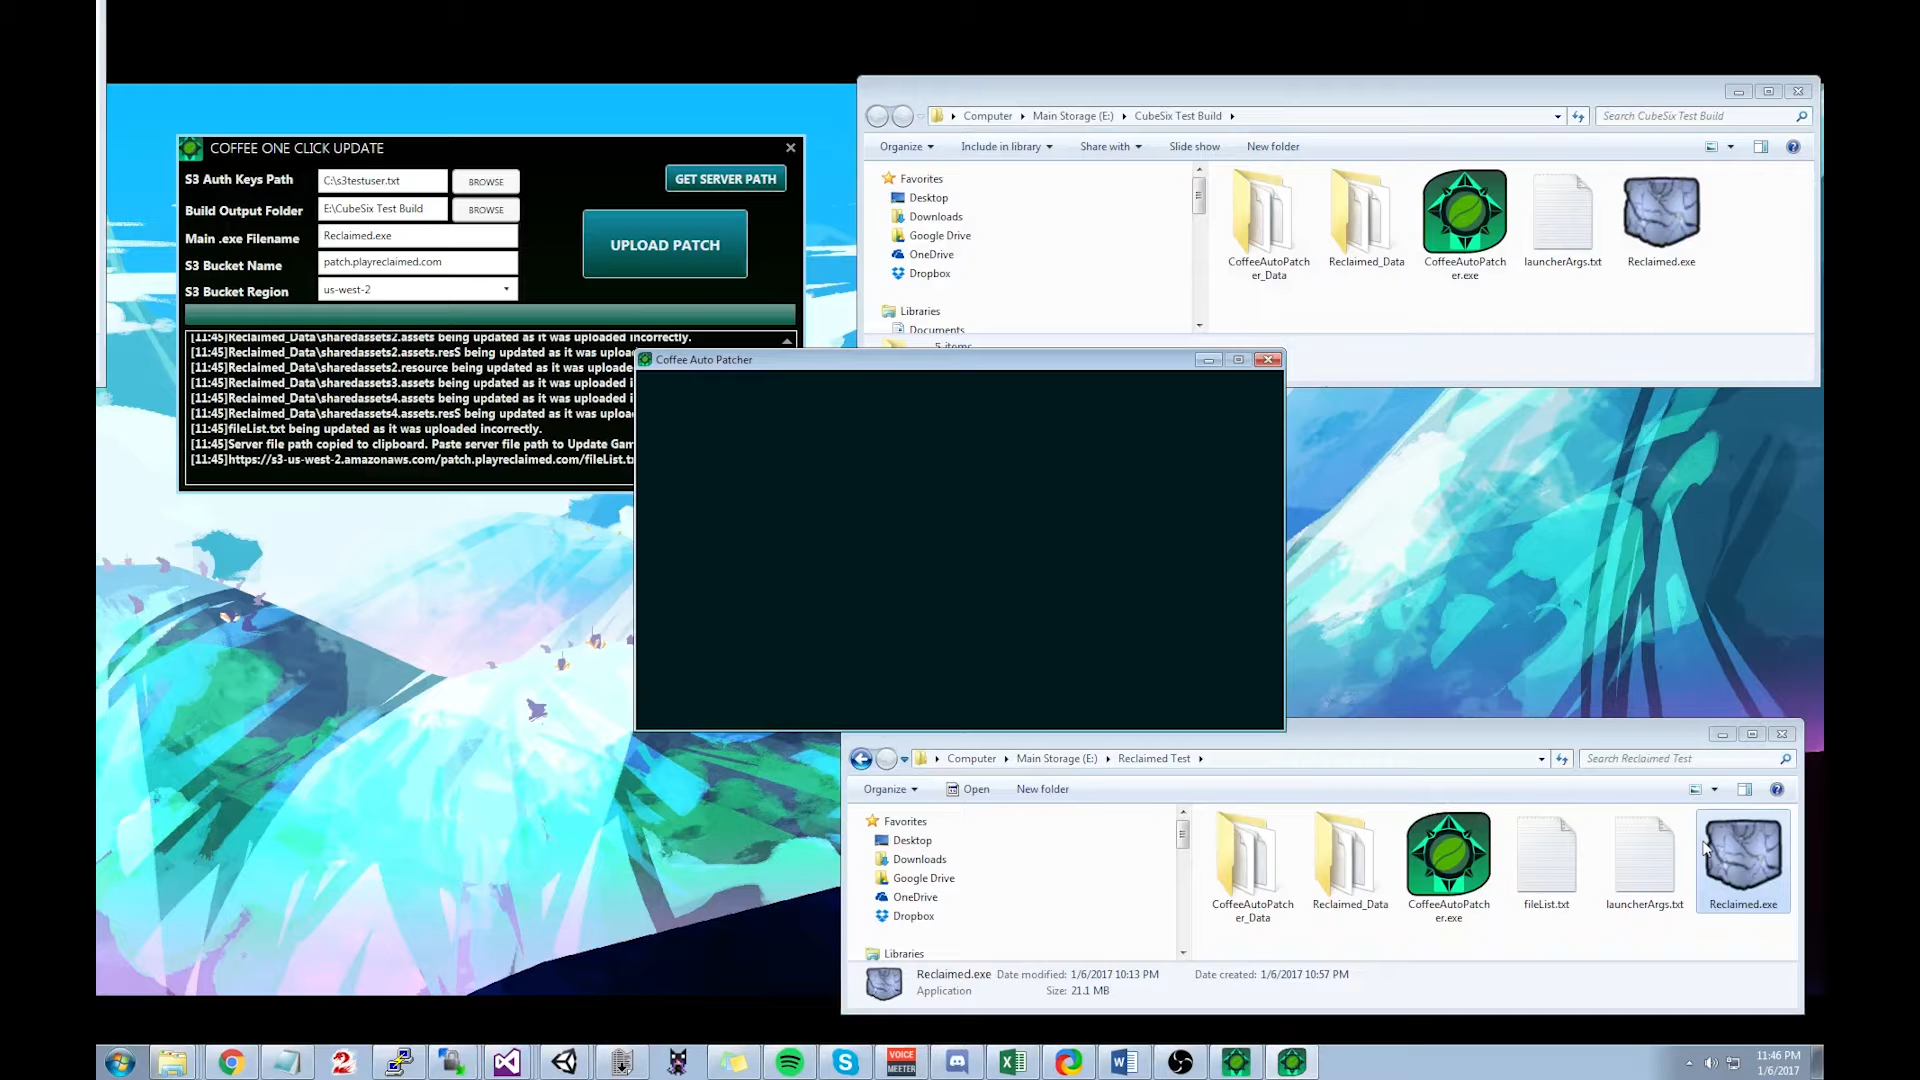 COFFEE ONE CLICK UPDATE
S3 Auth Keys Path
C:\s3testuser.txt
BROWSE
GET SERVER PATH
Build Output Folder
E:\CubeSix Test Build
BROWSE
Main .exe Filename
Reclaimed.exe
UPLOAD PATCH
S3 Bucket Name
patch.playreclaimed.com
S3 Bucket Region
us-west-2
[11:45]Reclaimed_Data\sharedassets2.assets being updated as it was uploaded incorrectly.
[11:45]Reclaimed_Data\sharedassets2.assets.resS being updated as it was
[11:45]Reclaimed_Data\sharedassets2.resource being updated as it was
[11:45]Reclaimed_Data\sharedassets3.assets being updated as it was uploaded
[11:45]Reclaimed_Data\sharedassets4.assets being updated as it was uploaded
[11:45]Reclaimed_Data\sharedassets4.assets.resS being updated as it was
[11:45]fileList.txt being updated as it was uploaded incorrectly.
[11:45]Server file path copied to clipboard. Paste server file path to Update
[11:45]https://s3-us-west-2.amazonaws.com/patch.playreclaimed.com/fileList.
Computer
Main Storage (E:)
CubeSix Test Build
Search CubeSix Test Build
Organize
Include in library
Share with
Slide show
New folder
Favorites
Desktop
Downloads
Google Drive
OneDrive
Dropbox
Libraries
Documents
CoffeeAutoPatch
er_Data
Reclaimed_Data
CoffeeAutoPatch
er.exe
launcherArgs.txt
Reclaimed.exe
5 items
Coffee Auto Patcher
Computer
Main Storage (E:)
Reclaimed Test
Search Reclaimed Test
Organize
Open
New folder
Favorites
Desktop
Downloads
Google Drive
OneDrive
Dropbox
Libraries
CoffeeAutoPatch
er_Data
Reclaimed_Data
CoffeeAutoPatch
er.exe
fileList.txt
launcherArgs.txt
Reclaimed.exe
Reclaimed.exe Date modified: 1/6/2017 10:13 PM Date created: 1/6/2017 10:57 PM
Application Size: 21.1 MB
VOICE
MEETER
11:46 PM
1/6/2017